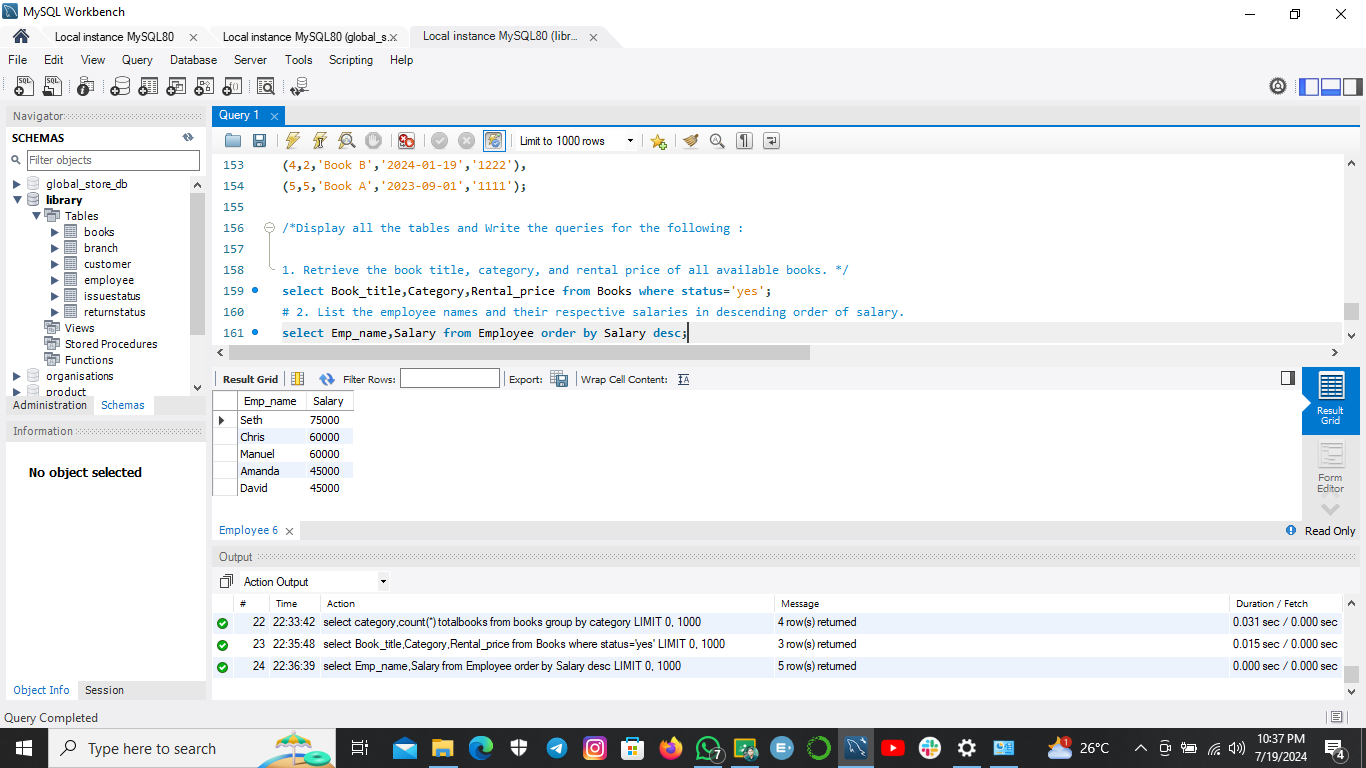 MySQL Workbench
Local instance MySQL80
Local instance MySQL80 (global_s...
Local instance MySQL80 (libr...
File Edit View Query Database Server Tools Scripting Help
Navigator
SCHEMAS
Filter objects
global_store_db
library
Tables
books
branch
customer
employee
issuestatus
returnstatus
Views
Stored Procedures
Functions
organisations
product
Administration Schemas
Information
No object selected
Object Info Session
Query 1
Limit to 1000 rows
153 (4,2,'Book B','2024-01-19','1222'),
154 (5,5,'Book A','2023-09-01','1111');
155
156 /*Display all the tables and Write the queries for the following :
157
158 1. Retrieve the book title, category, and rental price of all available books. */
159 select Book_title,Category,Rental_price from Books where status='yes';
160 # 2. List the employee names and their respective salaries in descending order of salary.
161 select Emp_name,Salary from Employee order by Salary desc;
Result Grid Filter Rows: Export: Wrap Cell Content: IA
Emp_name Salary
Seth 75000
Chris 60000
Manuel 60000
Amanda 45000
David 45000
Result Grid
Form Editor
Employee 6
Read Only
Output
Action Output
# Time Action Message Duration / Fetch
22 22:33:42 select category,count(*) totalbooks from books group by category LIMIT 0, 1000 4 row(s) returned 0.031 sec / 0.000 sec
23 22:35:48 select Book_title,Category,Rental_price from Books where status='yes' LIMIT 0, 1000 3 row(s) returned 0.015 sec / 0.000 sec
24 22:36:39 select Emp_name,Salary from Employee order by Salary desc LIMIT 0, 1000 5 row(s) returned 0.000 sec / 0.000 sec
Query Completed
Type here to search
7
1
26°C
10:37 PM
7/19/2024
4